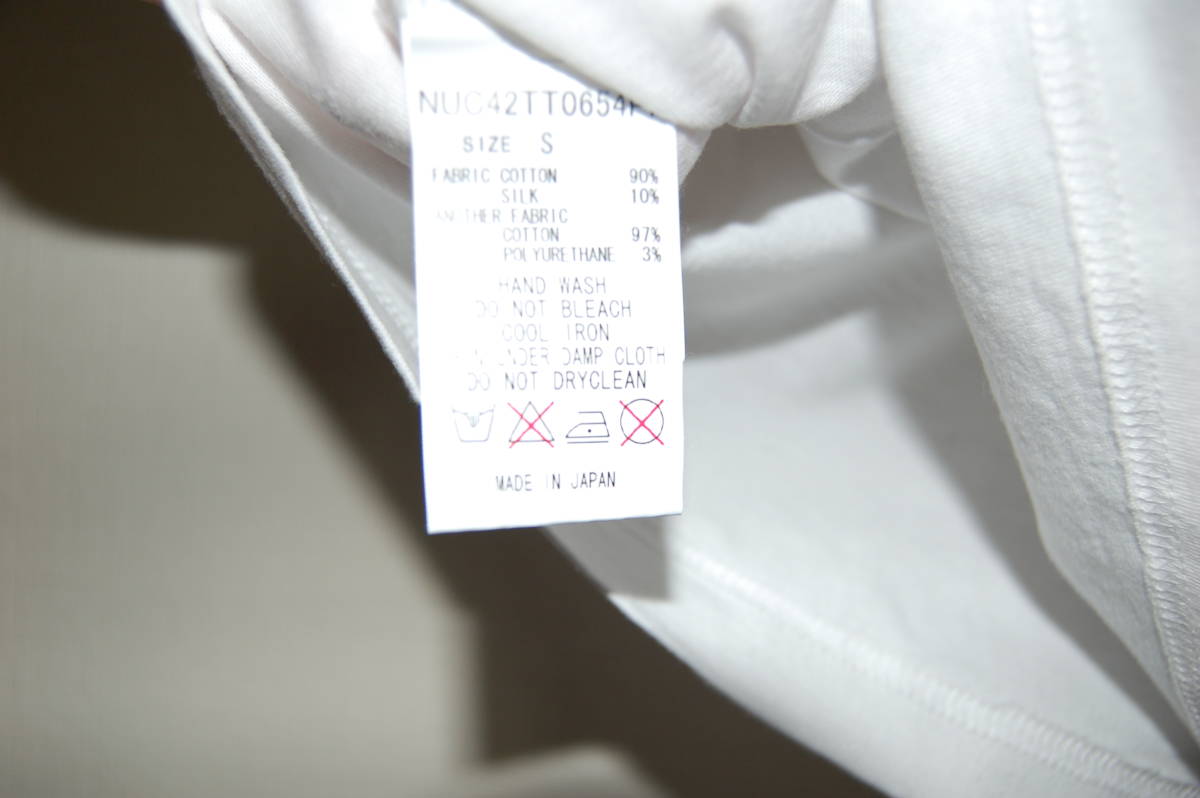 NUC42TT0654
SIZE S
FABRIC COTTON 90%
SILK 10%
ANOTHER FABRIC
COTTON 97%
POLYURETHANE 3%
HAND WASH
DO NOT BLEACH
COOL IRON
UNDER DAMP CLOTH
DO NOT DRYCLEAN
MADE IN JAPAN